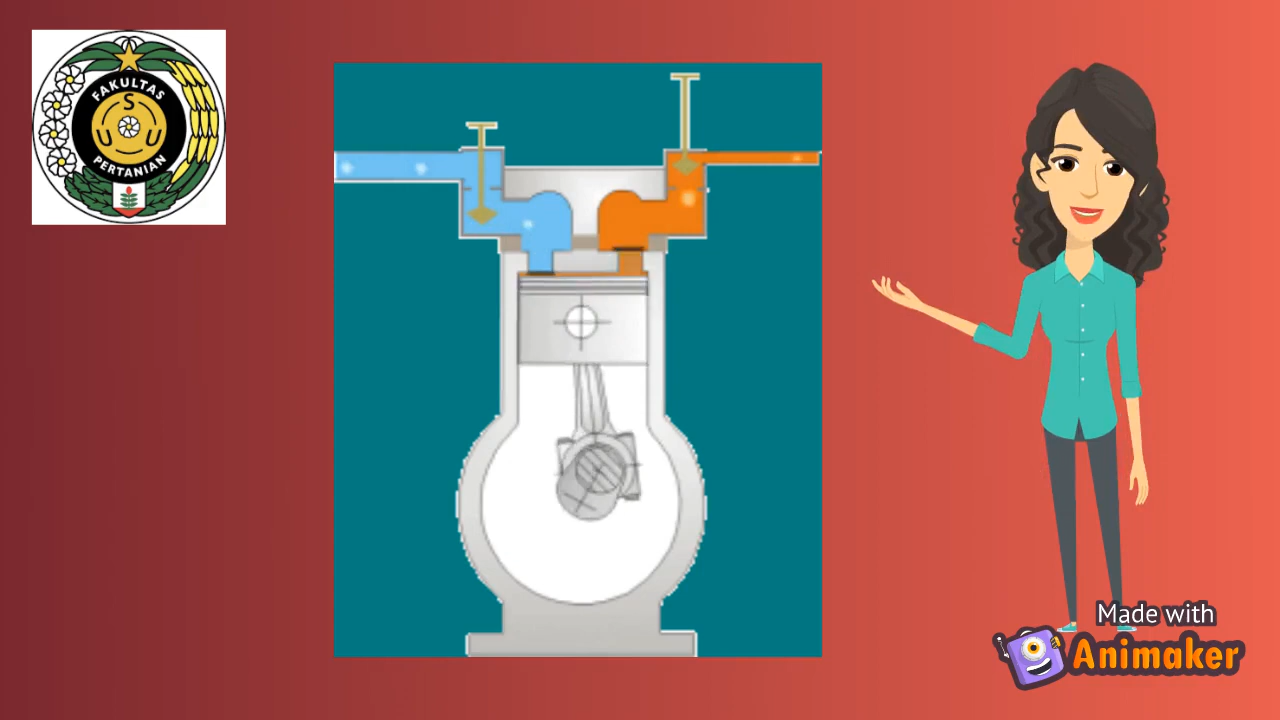 FAKULTAS
S
U U
PERTANIAN
Made with
Animaker